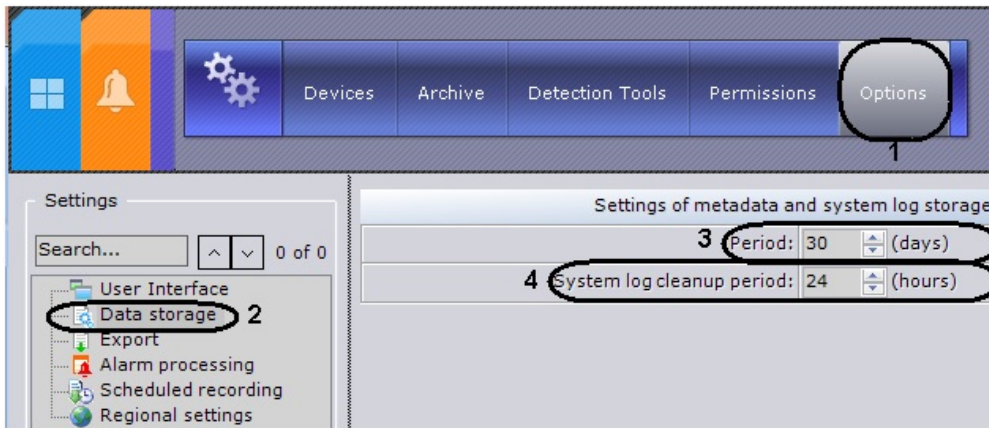 Devices Archive Detection Tools Permissions Options
1
Settings
Search... 0 of 0
User Interface
Data storage 2
Export
Alarm processing
Scheduled recording
Regional settings
Settings of metadata and system log storage
3 Period: 30 (days)
4 System log cleanup period: 24 (hours)